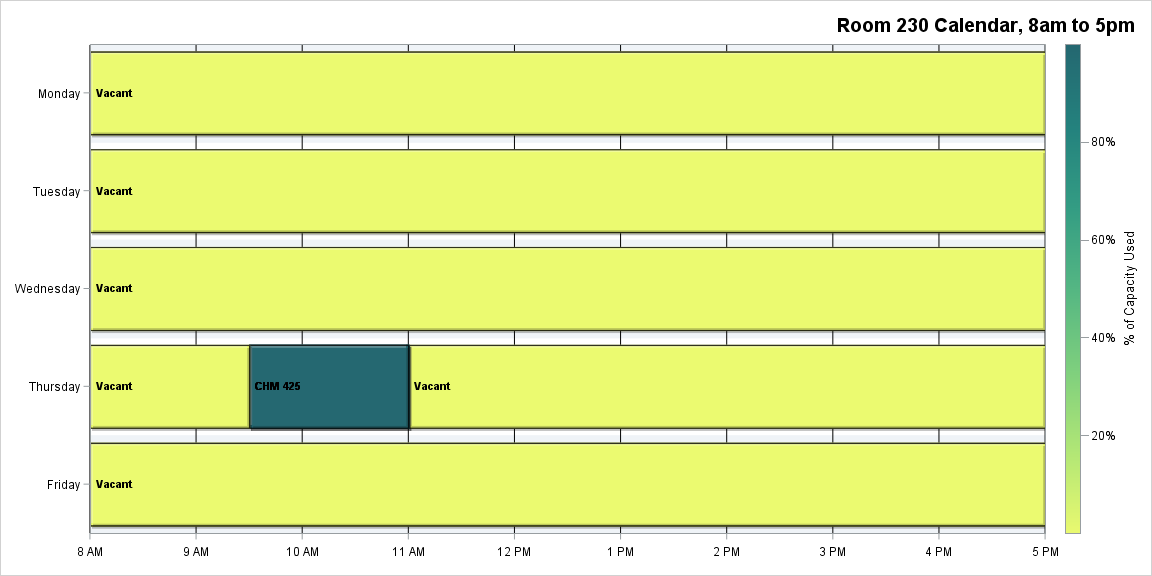 Room 230 Calendar, 8am to 5pm
Monday
Vacant
Tuesday
Vacant
Wednesday
Vacant
Thursday
Vacant
CHM 425
Vacant
Friday
Vacant
8 AM 9 AM 10 AM 11 AM 12 PM 1 PM 2 PM 3 PM 4 PM 5 PM
80%
60%
40%
20%
% of Capacity Used